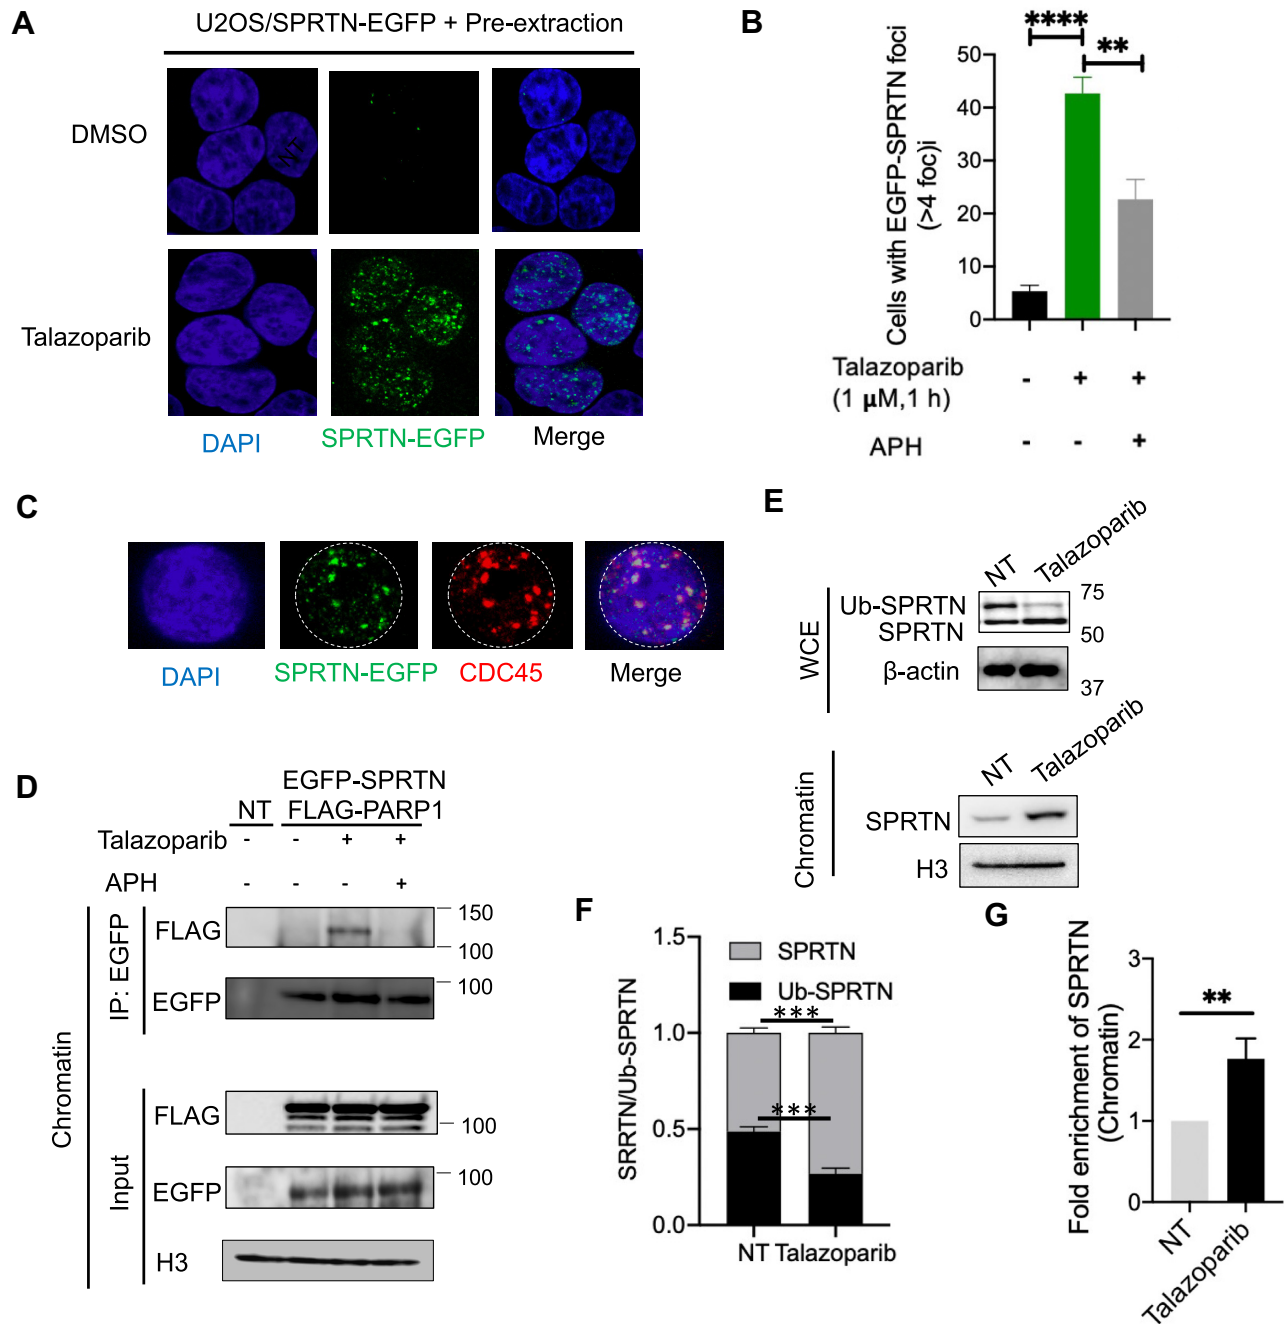 A
U2OS/SPRTN-EGFP + Pre-extraction
DMSO
Talazoparib
DAPI
SPRTN-EGFP
Merge
B
**** **
Cells with EGFP-SPRTN foci
(>4 foc)i
50
40
30
20
10
0
Talazoparib - + +
(1 μM,1 h)
APH - - +
C
DAPI
SPRTN-EGFP
CDC45
Merge
D
EGFP-SPRTN
NT FLAG-PARP1
Talazoparib - - + +
APH - - - +
Chromatin
IP: EGFP
FLAG
150
100
EGFP
100
Input
FLAG
100
EGFP
100
H3
E
NT Talazoparib
WCE
Ub-SPRTN
SPRTN
75
50
β-actin
37
NT Talazoparib
Chromatin
SPRTN
H3
F
SRRTN/Ub-SPRTN
1.5
1.0
0.5
0.0
SPRTN
Ub-SPRTN
***
***
NT Talazoparib
G
Fold enrichment of SPRTN
(Chromatin)
3
2
1
0
**
NT
Talazoparib